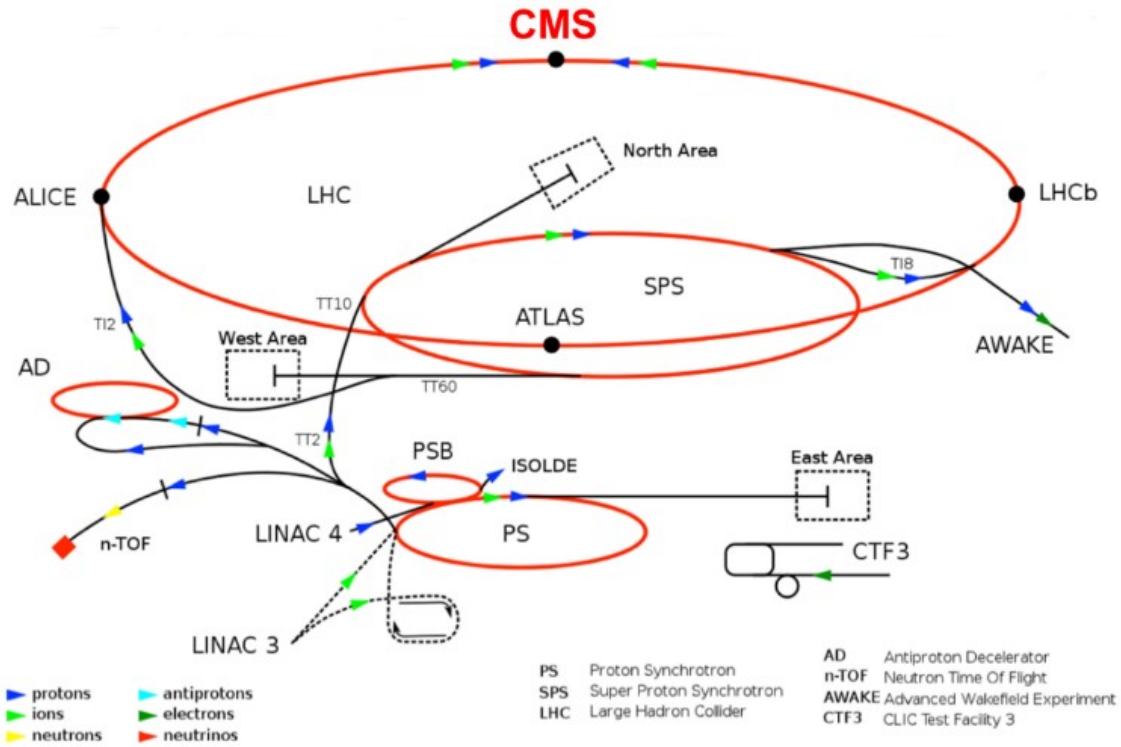 CMS
North Area
ALICE
LHC
LHCb
TI8
SPS
TT10
ATLAS
TI2
West Area
AWAKE
AD
TT60
TT2
PSB
ISOLDE
East Area
LINAC 4
PS
n-TOF
CTF3
LINAC 3
protons
ions
neutrons
antiprotons
electrons
neutrinos
PS Proton Synchrotron
SPS Super Proton Synchrotron
LHC Large Hadron Collider
AD Antiproton Decelerator
n-TOF Neutron Time Of Flight
AWAKE Advanced Wakefield Experiment
CTF3 CLIC Test Facility 3